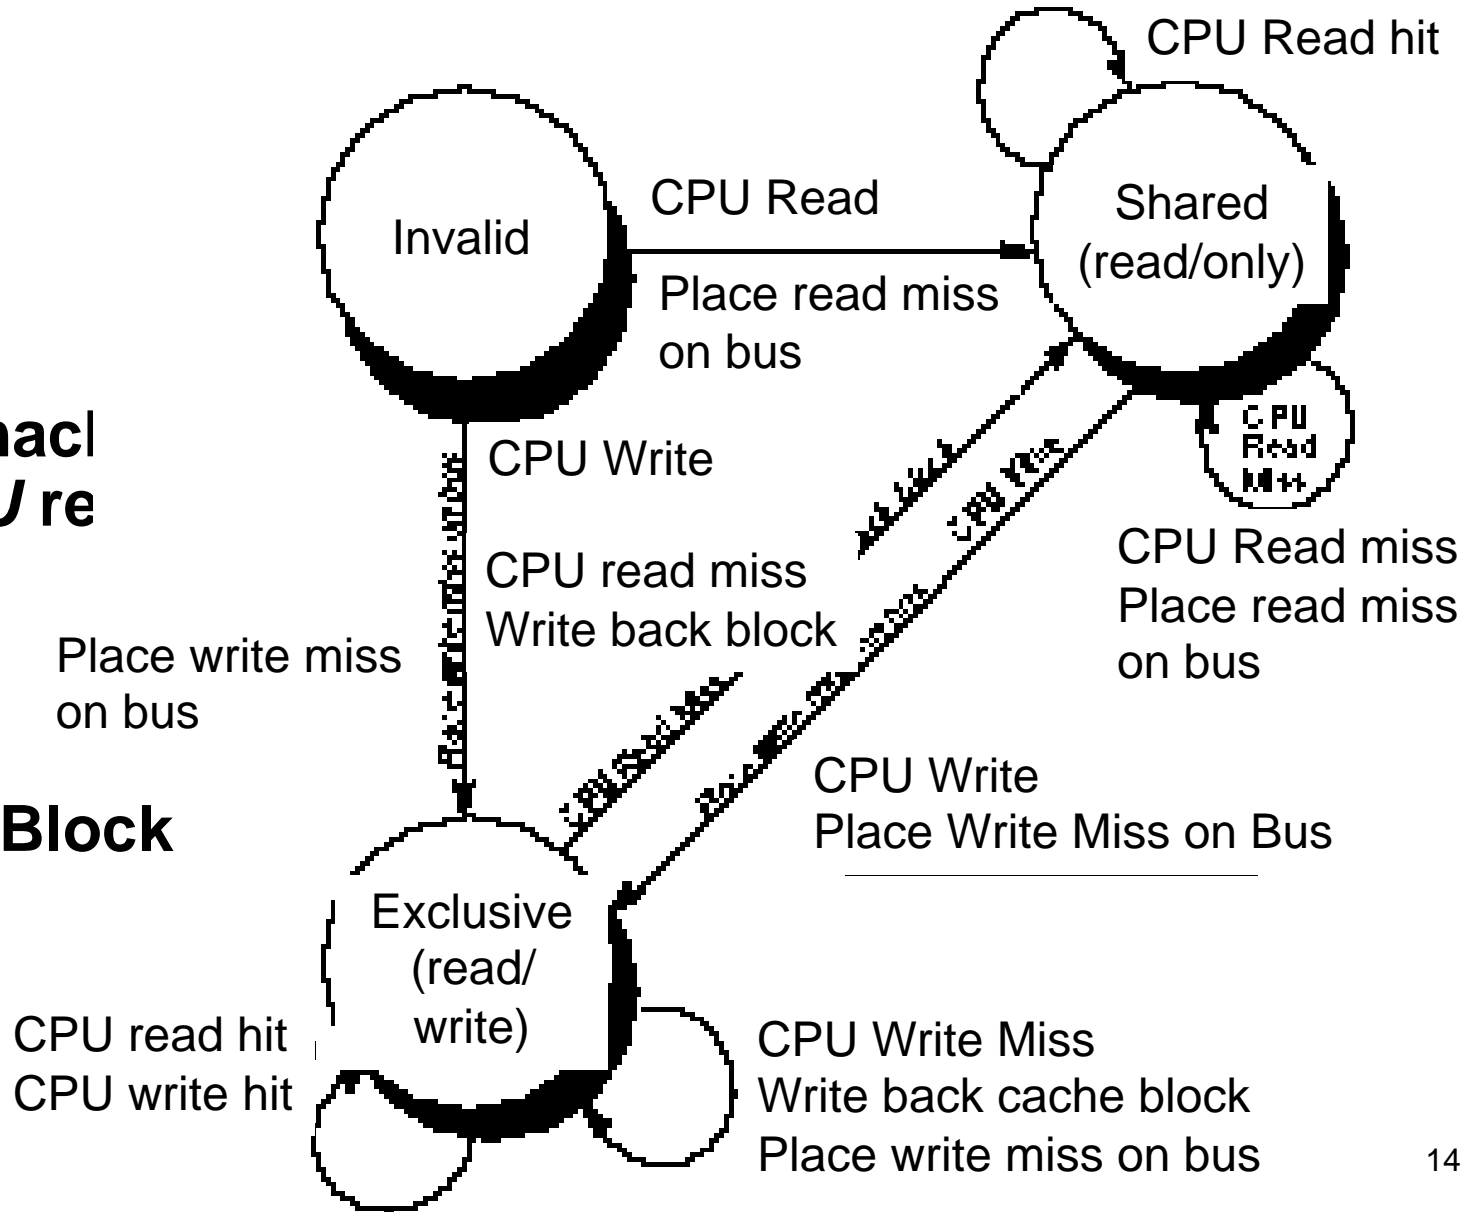 CPU Read hit
CPU Read
Shared
(read/only)
Invalid
Place read miss
on bus
CPU
Read
Miss
CPU Write
CPU read miss
Write back block
CPU Read miss
Place read miss
on bus
Place write miss
on bus
CPU Write
Place Write Miss on Bus
Block
Exclusive
(read/
write)
CPU read hit
CPU write hit
CPU Write Miss
Write back cache block
Place write miss on bus
14